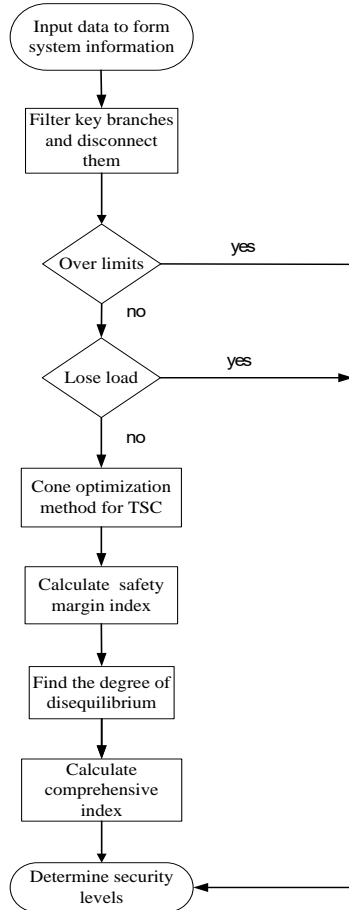 Input data to form
system information
Filter key branches
and disconnect
them
Over limits
yes
no
Lose load
yes
no
Cone optimization
method for TSC
Calculate safety
margin index
Find the degree of
disequilibrium
Calculate
comprehensive
index
Determine security
levels